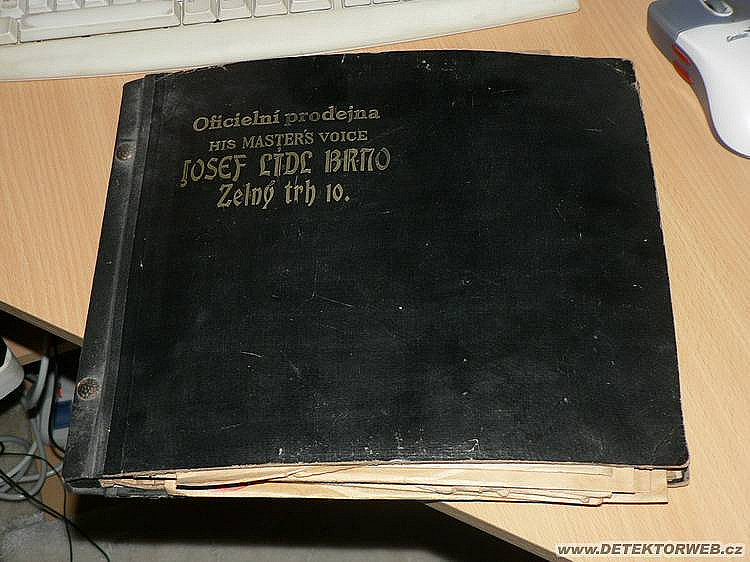 Oficielní prodejna
HIS MASTER'S VOICE
JOSEF LIDL BRNO
Zelný trh 10.
www.DETEKTORWEB.cz